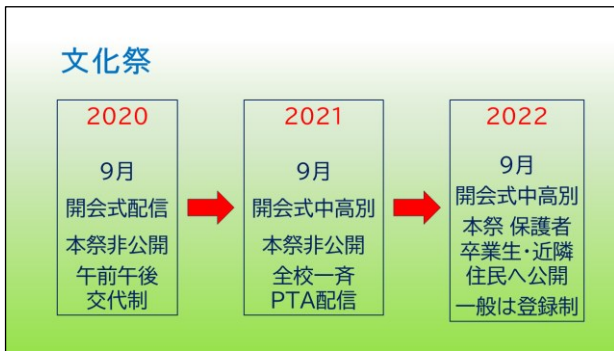 文化祭
2020
9月
開会式配信
本祭非公開
午前午後
交代制
2021
9月
開会式中高別
本祭非公開
全校一斉
PTA配信
2022
9月
開会式中高別
本祭 保護者
卒業生・近隣
住民へ公開
一般は登録制